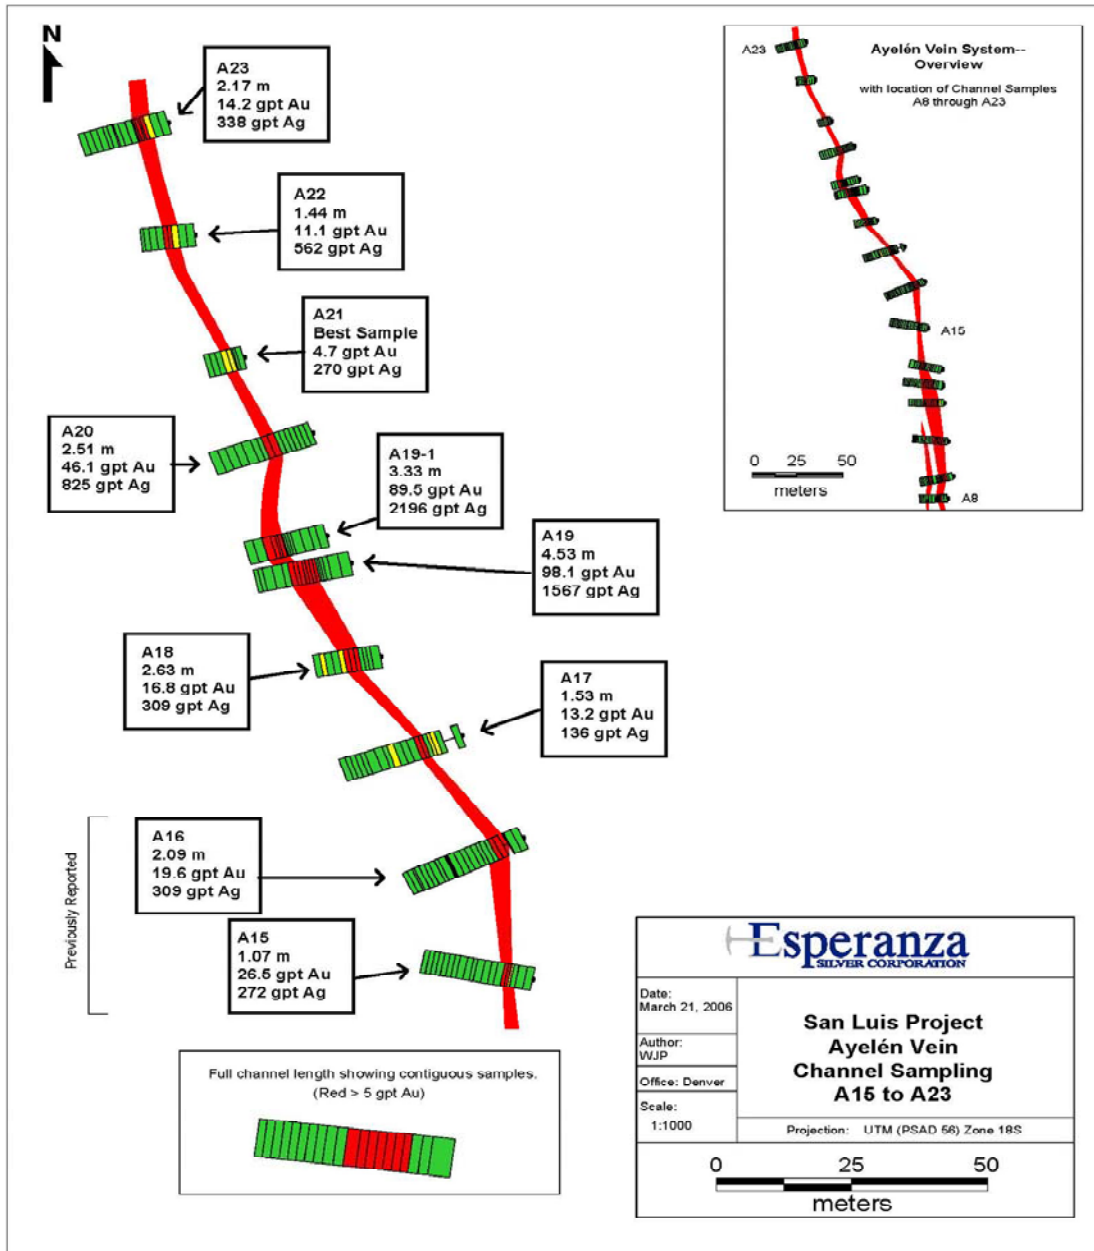 N
A23
2.17 m
14.2 gpt Au
338 gpt Ag
A22
1.44 m
11.1 gpt Au
562 gpt Ag
A21
Best Sample
4.7 gpt Au
270 gpt Ag
A20
2.51 m
46.1 gpt Au
825 gpt Ag
A19-1
3.33 m
89.5 gpt Au
2196 gpt Ag
A19
4.53 m
98.1 gpt Au
1567 gpt Ag
A18
2.63 m
16.8 gpt Au
309 gpt Ag
A17
1.53 m
13.2 gpt Au
136 gpt Ag
Previously Reported
A16
2.09 m
19.6 gpt Au
309 gpt Ag
A15
1.07 m
26.5 gpt Au
272 gpt Ag
Full channel length showing contiguous samples.
(Red > 5 gpt Au)
Ayelén Vein System--
Overview
with location of Channel Samples
A8 through A23
A23
A15
A8
0 25 50
meters
Esperanza
SILVER CORPORATION
Date:
March 21, 2006
Author:
WJP
Office: Denver
Scale:
1:1000
San Luis Project
Ayelén Vein
Channel Sampling
A15 to A23
Projection: UTM (PSAD 56) Zone 18S
0 25 50
meters